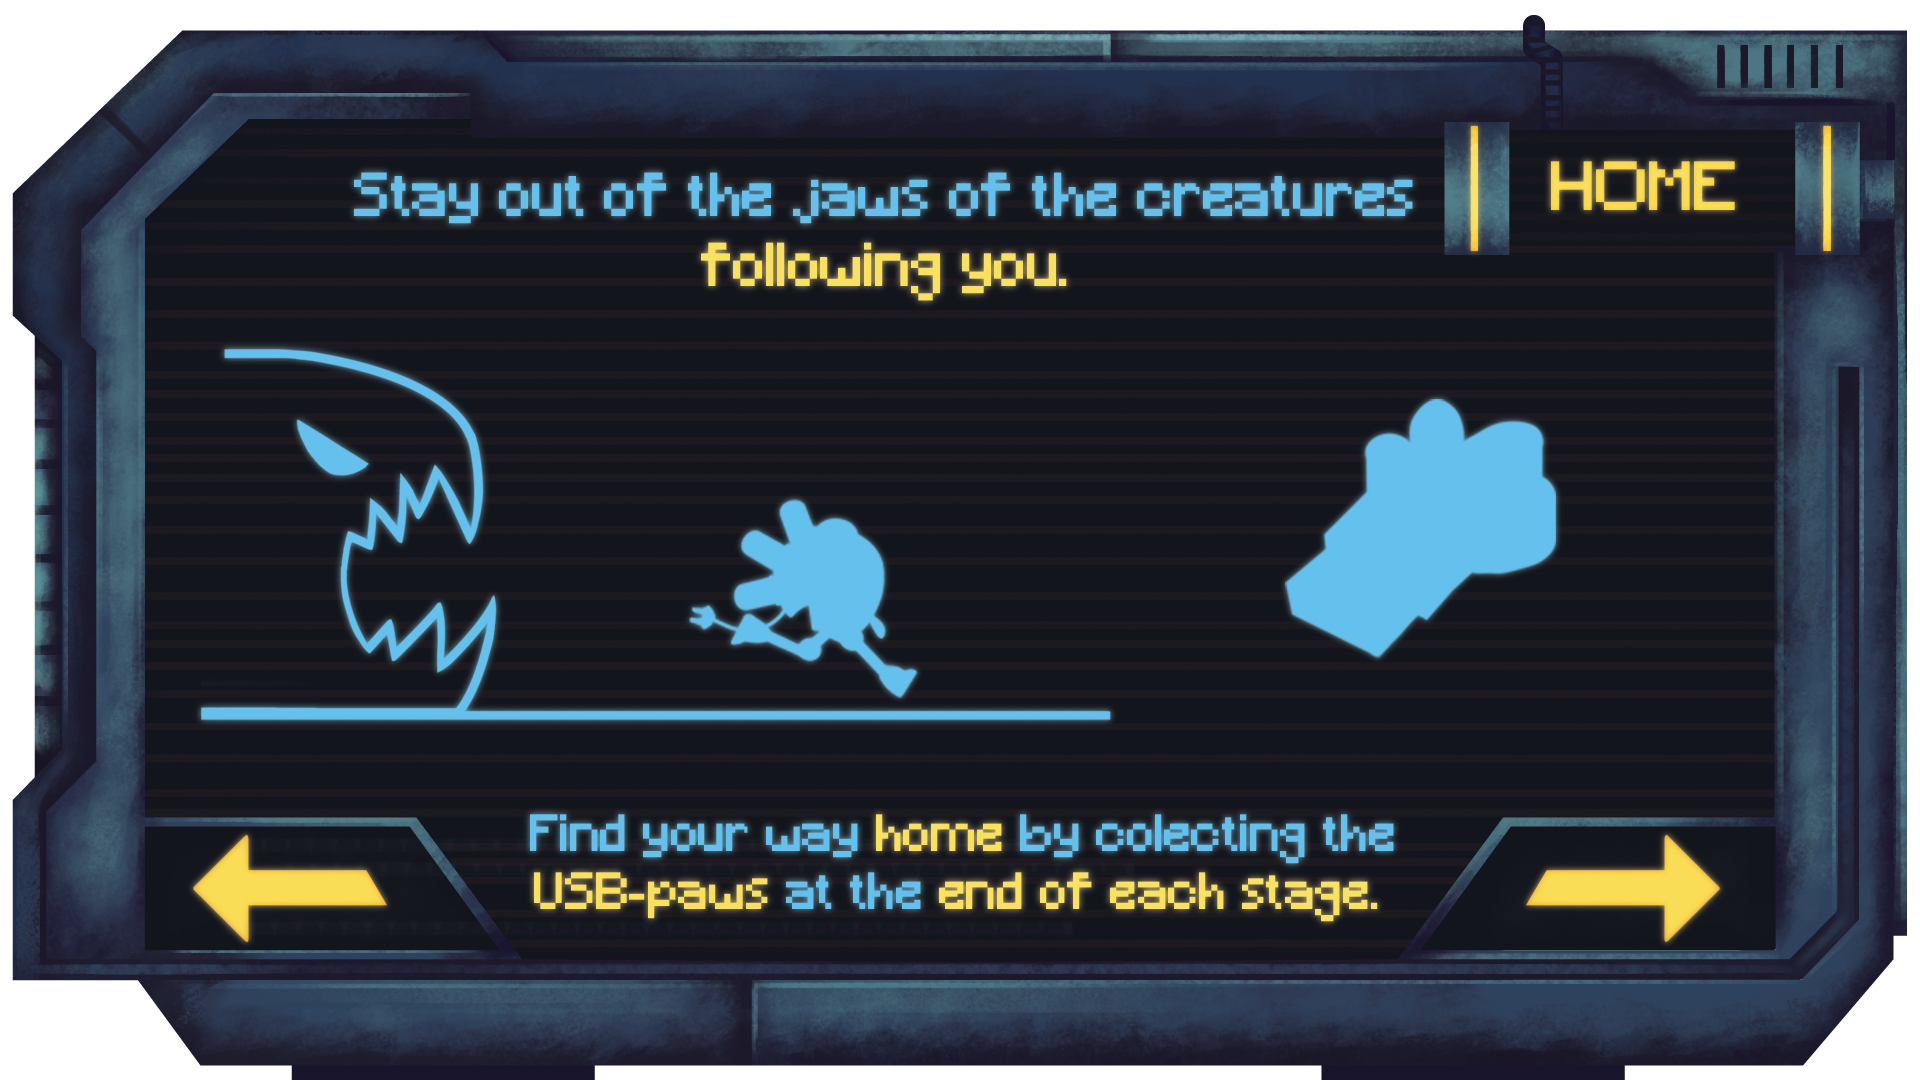 Stay out of the jaws of the creatures
following you.
HOME
Find your way home by colecting the
USB-paws at the end of each stage.